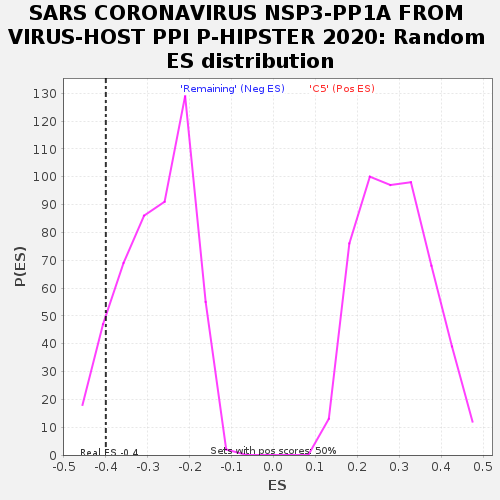 SARS CORONAVIRUS NSP3-PP1A FROM
VIRUS-HOST PPI P-HIPSTER 2020: Random
ES distribution
'Remaining' (Neg ES) 'C5' (Pos ES)
130
120
110
100
90
80
70
60
50
40
30
20
10
0
P(ES)
Real ES -0.4
Sets with pos scores: 50%
-0.5 -0.4 -0.3 -0.2 -0.1 0.0 0.1 0.2 0.3 0.4 0.5
ES